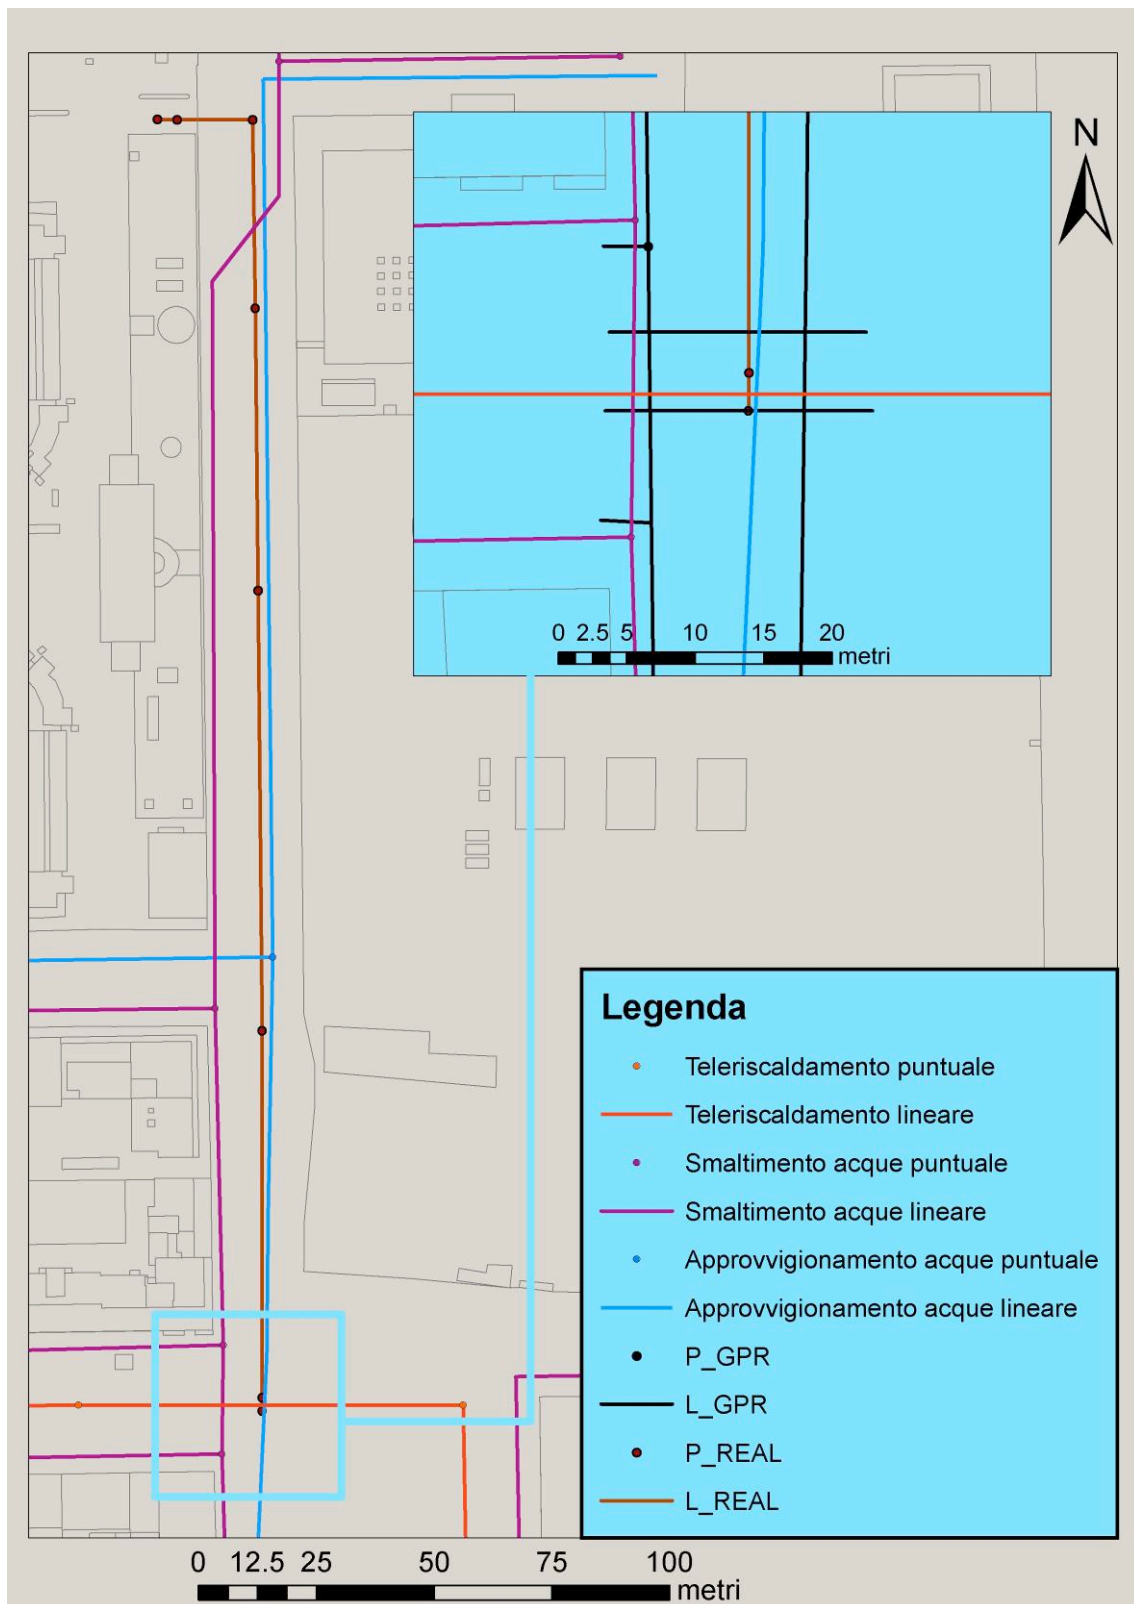 N
0 2.5 5 10 15 20
metri
Legenda
Teleriscaldamento puntuale
Teleriscaldamento lineare
Smaltimento acque puntuale
Smaltimento acque lineare
Approvvigionamento acque puntuale
Approvvigionamento acque lineare
P_GPR
L_GPR
P_REAL
L_REAL
0 12.5 25 50 75 100
metri